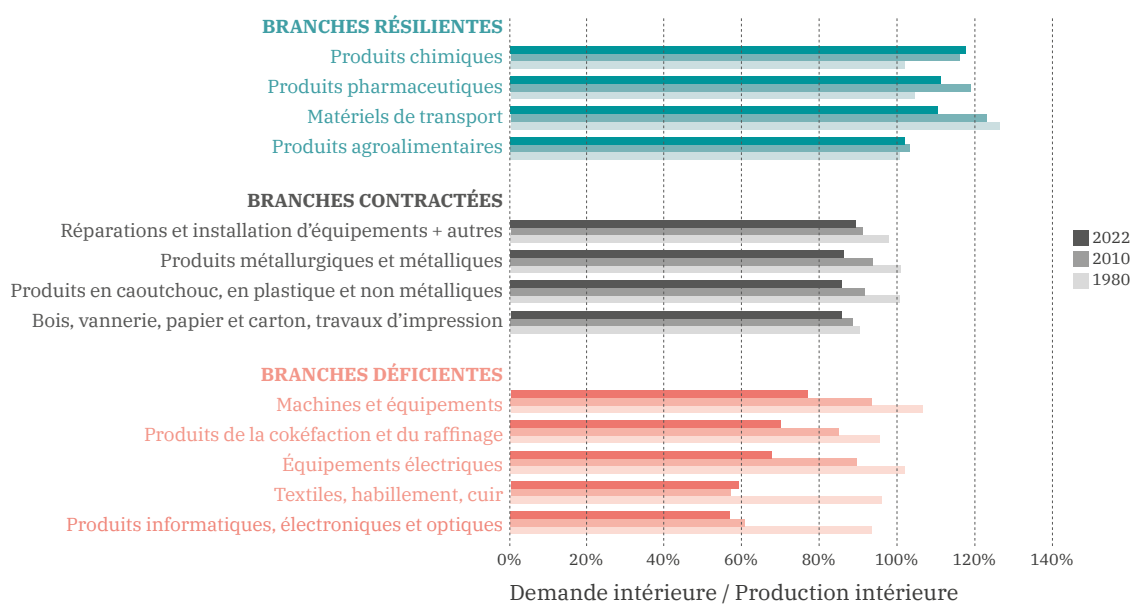 BRANCHES RÉSILIENTES
Produits chimiques
Produits pharmaceutiques
Matériels de transport
Produits agroalimentaires
BRANCHES CONTRACTÉES
Réparations et installation d’équipements + autres
Produits métallurgiques et métalliques
Produits en caoutchouc, en plastique et non métalliques
Bois, vannerie, papier et carton, travaux d’impression
2022
2010
1980
BRANCHES DÉFICIENTES
Machines et équipements
Produits de la cokéfaction et du raffinage
Équipements électriques
Textiles, habillement, cuir
Produits informatiques, électroniques et optiques
0% 20% 40% 60% 80% 100% 120% 140%
Demande intérieure / Production intérieure